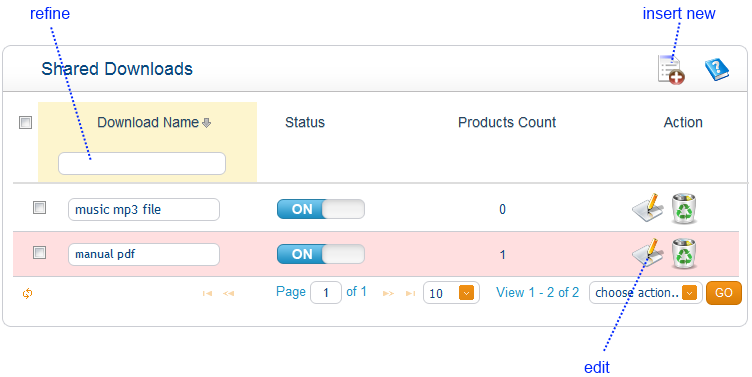 refine
insert new
Shared Downloads
?
Download Name Status Products Count Action
music mp3 file ON 0
manual pdf ON 1
Page 1 of 1 10 View 1 - 2 of 2 choose action.. GO
edit